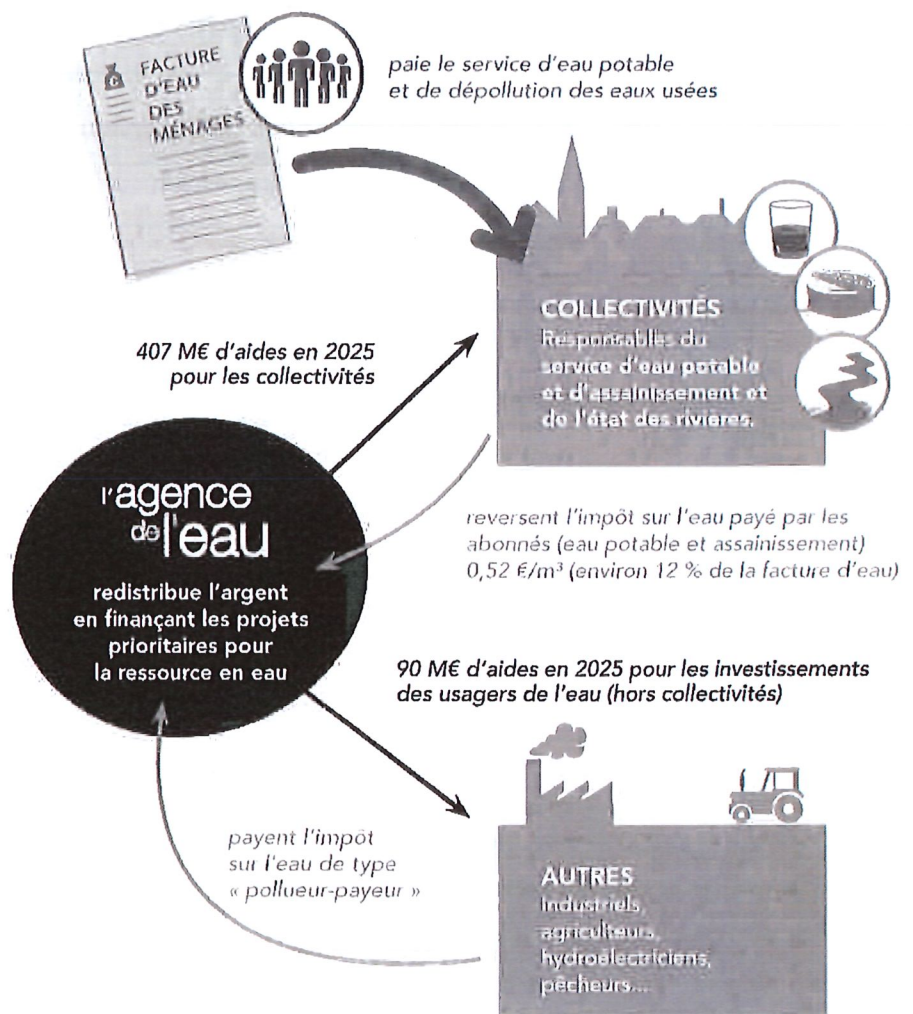 FACTURE
D'EAU
DES
MÉNAGES
paie le service d'eau potable
et de dépollution des eaux usées
COLLECTIVITÉS
Responsables du
service d'eau potable
et d'assainissement et
de l'état des rivières.
407 M€ d'aides en 2025
pour les collectivités
l'agence
de l'eau
redistribue l'argent
en finançant les projets
prioritaires pour
la ressource en eau
reversent l'impôt sur l'eau payé par les
abonnés (eau potable et assainissement)
0,52 €/m³ (environ 12 % de la facture d'eau)
90 M€ d'aides en 2025 pour les investissements
des usagers de l'eau (hors collectivités)
payent l'impôt
sur l'eau de type
« pollueur-payeur »
AUTRES
Industriels,
agriculteurs,
hydroélectriciens,
pêcheurs...